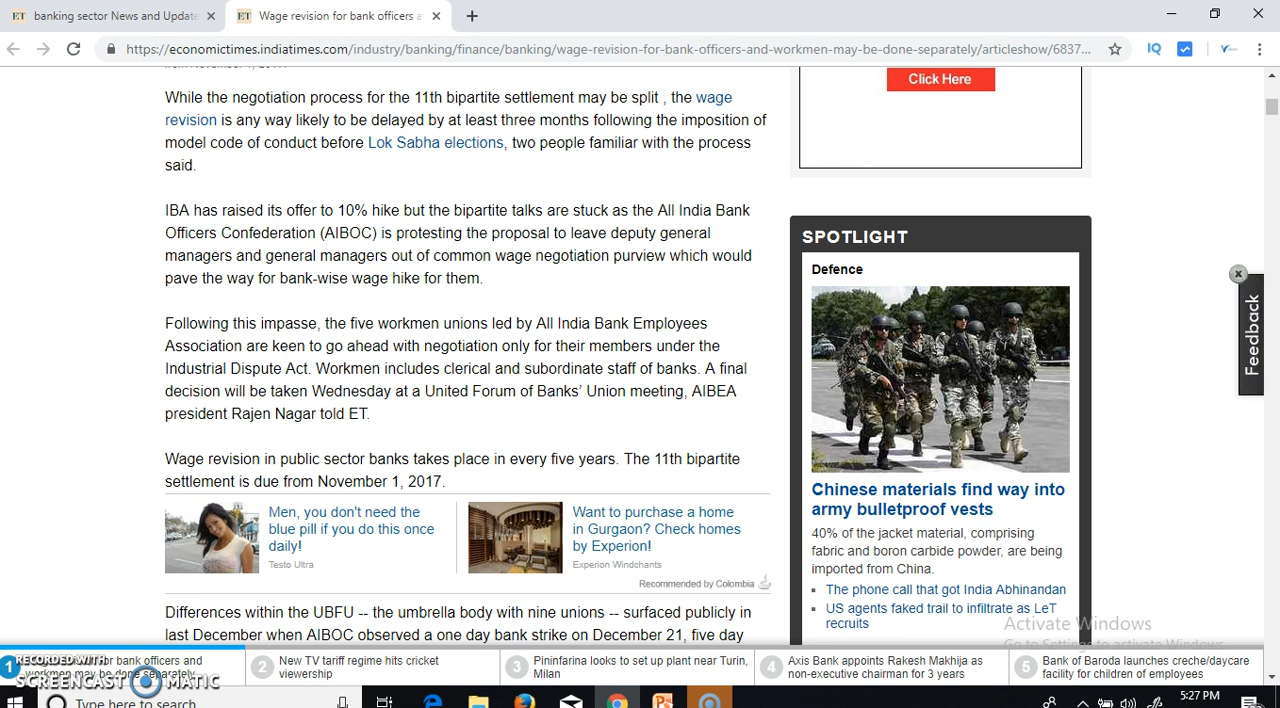 banking sector News and Update
Wage revision for bank officers a
https://economictimes.indiatimes.com/industry/banking/finance/banking/wage-revision-for-bank-officers-and-workmen-may-be-done-separately/articleshow/6837...
While the negotiation process for the 11th bipartite settlement may be split , the wage
revision is any way likely to be delayed by at least three months following the imposition of
model code of conduct before Lok Sabha elections, two people familiar with the process
said.
IBA has raised its offer to 10% hike but the bipartite talks are stuck as the All India Bank
Officers Confederation (AIBOC) is protesting the proposal to leave deputy general
managers and general managers out of common wage negotiation purview which would
pave the way for bank-wise wage hike for them.
Following this impasse, the five workmen unions led by All India Bank Employees
Association are keen to go ahead with negotiation only for their members under the
Industrial Dispute Act. Workmen includes clerical and subordinate staff of banks. A final
decision will be taken Wednesday at a United Forum of Banks' Union meeting, AIBEA
president Rajen Nagar told ET.
Wage revision in public sector banks takes place in every five years. The 11th bipartite
settlement is due from November 1, 2017.
Men, you don't need the
blue pill if you do this once
daily!
Testo Ultra
Want to purchase a home
in Gurgaon? Check homes
by Experion!
Experion Windchants
Recommended by Colombia
Differences within the UBFU -- the umbrella body with nine unions -- surfaced publicly in
last December when AIBOC observed a one day bank strike on December 21, five day
Click Here
SPOTLIGHT
Defence
Chinese materials find way into
army bulletproof vests
40% of the jacket material, comprising
fabric and boron carbide powder, are being
imported from China.
The phone call that got India Abhinandan
US agents faked trail to infiltrate as LeT
recruits
Feedback
Activate Windows
Go to Settings to activate Windows.
1
for bank officers and
workmen may be done separately
RECORDED WITH
SCREENCAST MATIC
2 New TV tariff regime hits cricket
viewership
3 Pininfarina looks to set up plant near Turin,
Milan
4 Axis Bank appoints Rakesh Makhija as
non-executive chairman for 3 years
5 Bank of Baroda launches creche/daycare
facility for children of employees
Type here to search
5:27 PM